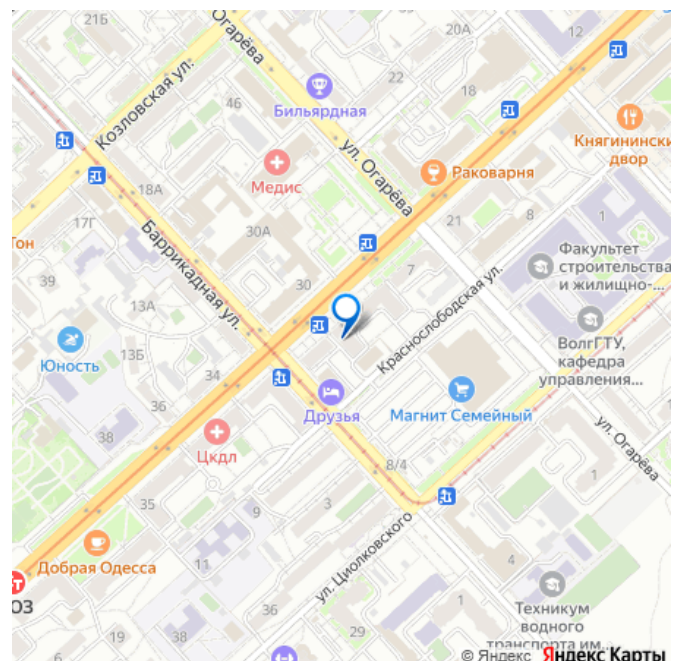 21Б
Огарёва
20А
12
Козловская ул.
22
18
46
Бильярдная
Княгинински
двор
ул. Огарёва
Медис
Раковарня
18А
17Г
Баррикадная ул.
30А
21
8
1
Тон
39
Факультет
строительства
и жилищно-...
7
30
Краснослободская ул.
13А
ВолгГТУ,
кафедра
управления...
Юность
13Б
34
36
Друзья
Магнит Семейный
38
Цкдл
ул. Огарёва
8/4
35
9
3
1
1
Добрая Одесса
11
ул. Циолковского
4
ОЗ
36
Техникум
водного
транспорта им.
6
19
38
29
© Яндекс Яндекс Карты